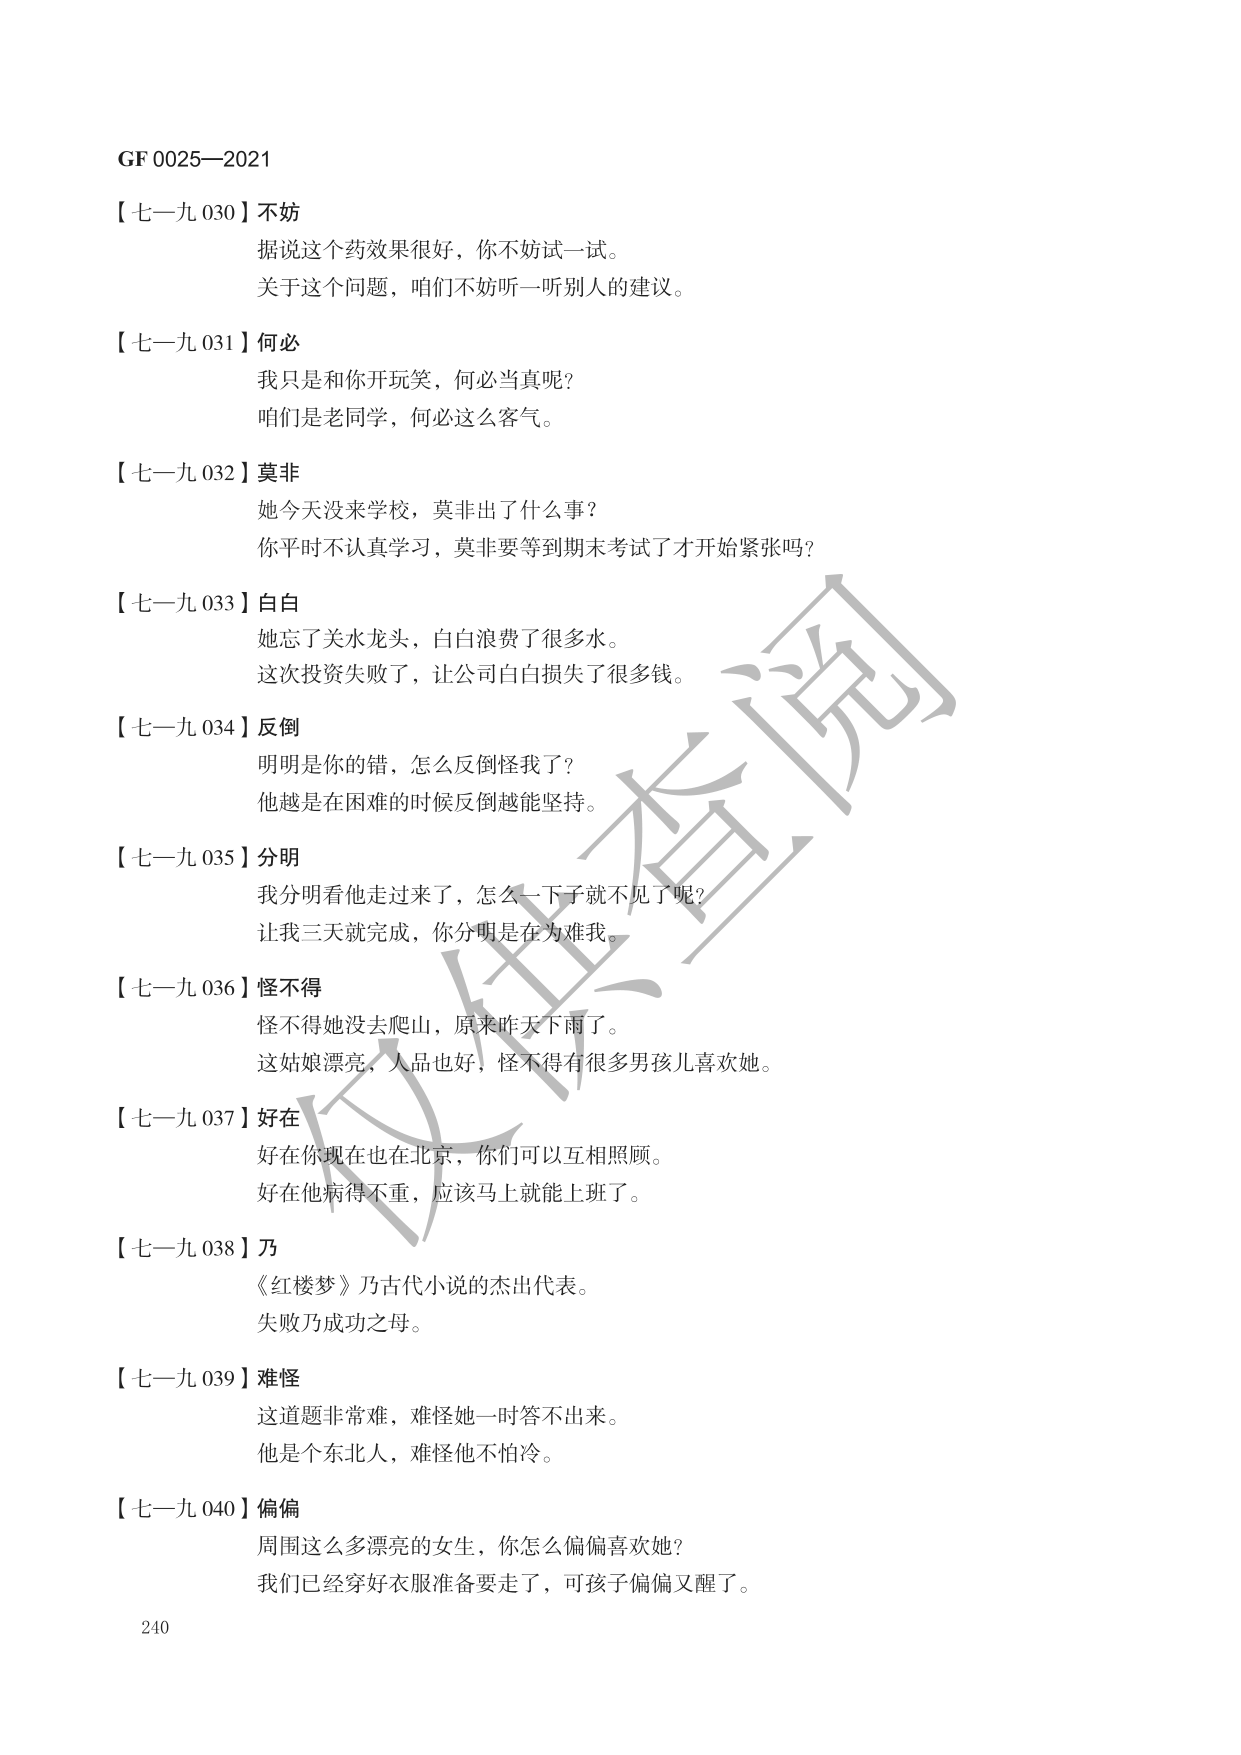 GF 0025—2021
【七—九 030】不妨
据说这个药效果很好，你不妨试一试。
关于这个问题，咱们不妨听一听别人的建议。
【七—九 031】何必
我只是和你开玩笑，何必当真呢？
咱们是老同学，何必这么客气。
【七—九 032】莫非
她今天没来学校，莫非出了什么事？
你平时不认真学习，莫非要等到期末考试了才开始紧张吗？
【七—九 033】白白
她忘了关水龙头，白白浪费了很多水。
这次投资失败了，让公司白白损失了很多钱。
【七—九 034】反倒
明明是你的错，怎么反倒怪我了？
他越是在困难的时候反倒越能坚持。
【七—九 035】分明
我分明看他走过来了，怎么一下子就不见了呢？
让我三天就完成，你分明是在为难我。
【七—九 036】怪不得
怪不得她没去爬山，原来昨天下雨了。
这姑娘漂亮，人品也好，怪不得有很多男孩儿喜欢她。
【七—九 037】好在
好在你现在也在北京，你们可以互相照顾。
好在他病得不重，应该马上就能上班了。
【七—九 038】乃
《红楼梦》乃古代小说的杰出代表。
失败乃成功之母。
【七—九 039】难怪
这道题非常难，难怪她一时答不出来。
他是个东北人，难怪他不怕冷。
【七—九 040】偏偏
周围这么多漂亮的女生，你怎么偏偏喜欢她？
我们已经穿好衣服准备要走了，可孩子偏偏又醒了。
240
仅供查阅